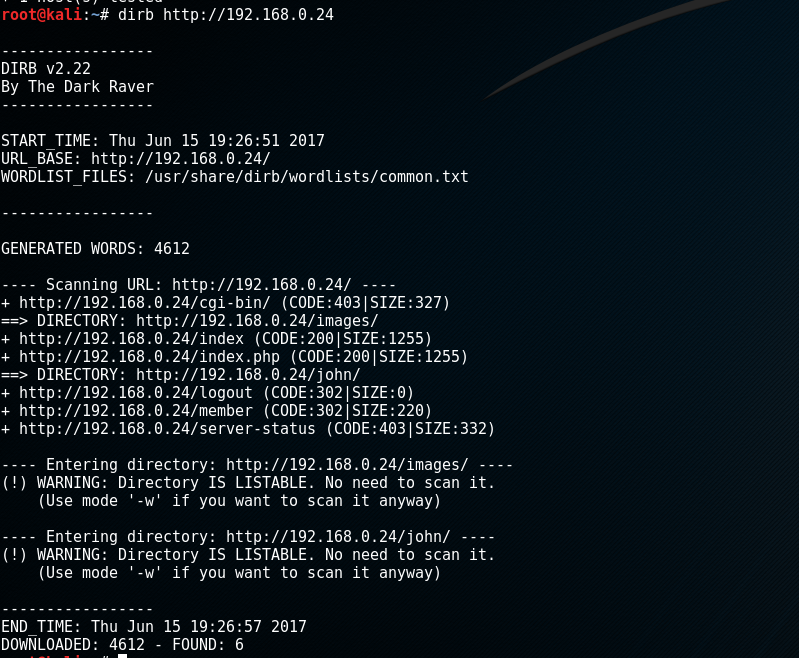 root@kali:~# dirb http://192.168.0.24
-----------------
DIRB v2.22
By The Dark Raver
-----------------
START_TIME: Thu Jun 15 19:26:51 2017
URL_BASE: http://192.168.0.24/
WORDLIST_FILES: /usr/share/dirb/wordlists/common.txt
-----------------
GENERATED WORDS: 4612
---- Scanning URL: http://192.168.0.24/ ----
+ http://192.168.0.24/cgi-bin/ (CODE:403|SIZE:327)
==> DIRECTORY: http://192.168.0.24/images/
+ http://192.168.0.24/index (CODE:200|SIZE:1255)
+ http://192.168.0.24/index.php (CODE:200|SIZE:1255)
==> DIRECTORY: http://192.168.0.24/john/
+ http://192.168.0.24/logout (CODE:302|SIZE:0)
+ http://192.168.0.24/member (CODE:302|SIZE:220)
+ http://192.168.0.24/server-status (CODE:403|SIZE:332)
---- Entering directory: http://192.168.0.24/images/ ----
(!) WARNING: Directory IS LISTABLE. No need to scan it.
(Use mode '-w' if you want to scan it anyway)
---- Entering directory: http://192.168.0.24/john/ ----
(!) WARNING: Directory IS LISTABLE. No need to scan it.
(Use mode '-w' if you want to scan it anyway)
-----------------
END_TIME: Thu Jun 15 19:26:57 2017
DOWNLOADED: 4612 - FOUND: 6